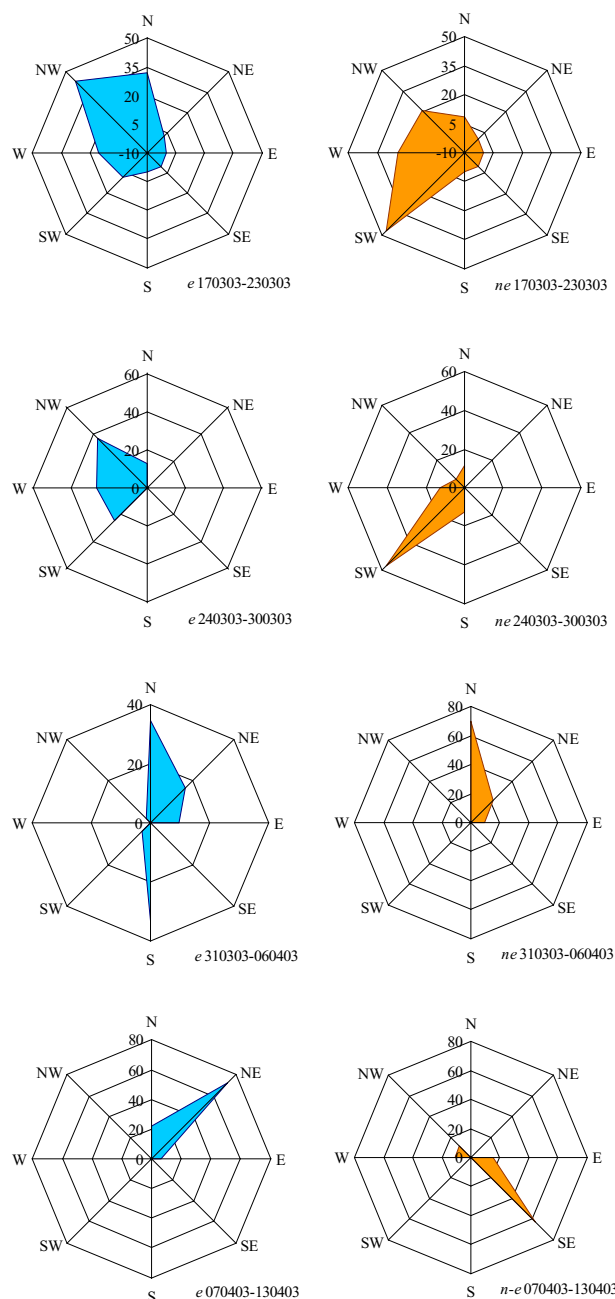 N N
50 50
NW 35 NE NW 35 NE
20 20
5 5
W -10 E W -10 E
SW SE SW SE
S S
e 170303-230303 ne 170303-230303
N N
60 60
NW 40 NE NW 40 NE
20 20
W 0 E W 0 E
SW SE SW SE
S S
e 240303-300303 ne 240303-300303
N N
40 80
NW NE NW 60 NE
20 40
20
W 0 E W 0 E
SW SE SW SE
S S
e 310303-060403 ne 310303-060403
N N
80 80
NW 60 NE NW 60 NE
40 40
20 20
W 0 E W 0 E
SW SE SW SE
S S
e 070403-130403 n-e 070403-130403